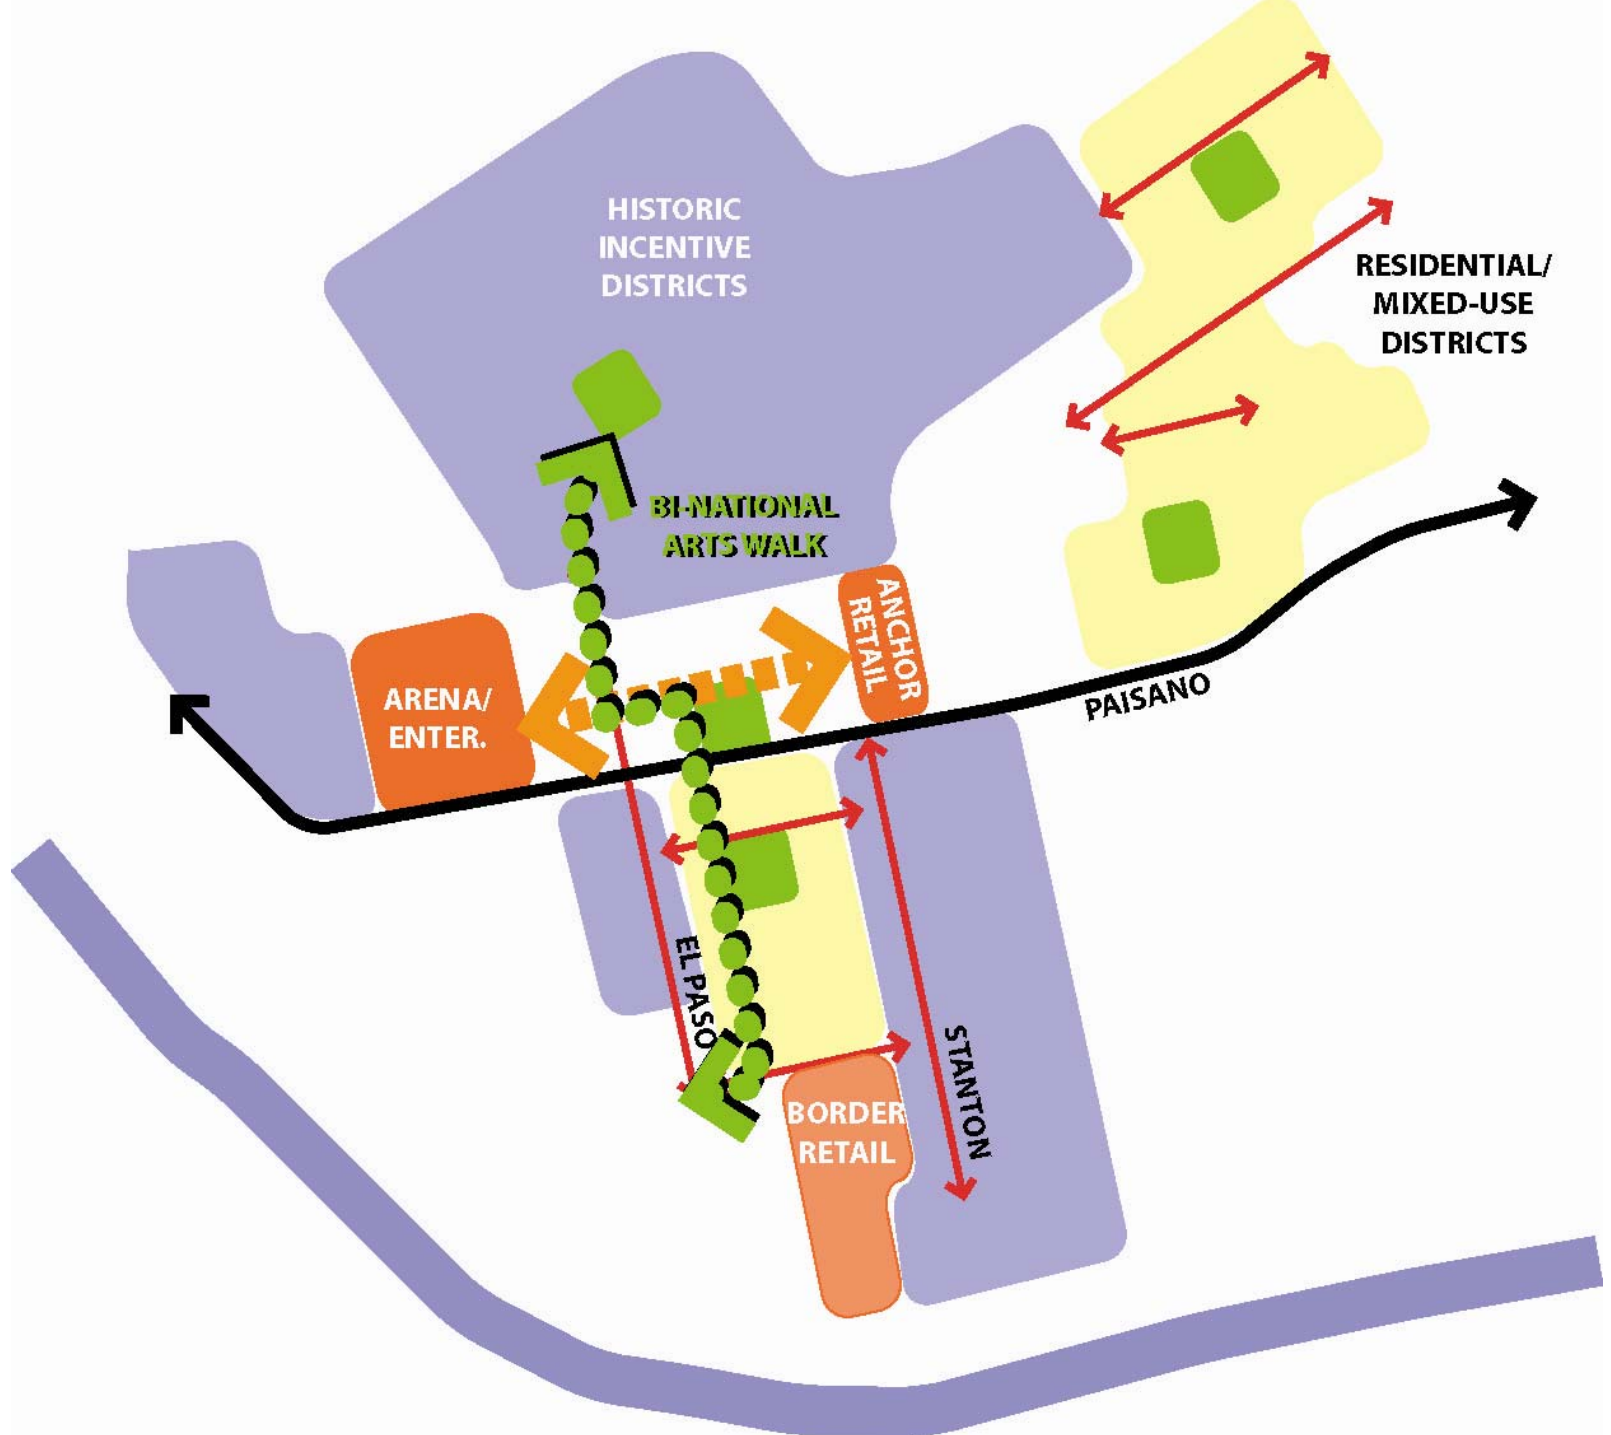 HISTORIC
INCENTIVE
DISTRICTS
RESIDENTIAL/
MIXED-USE
DISTRICTS
BI-NATIONAL
ARTS WALK
ANCHOR
RETAIL
ARENA/
ENTER.
PAISANO
EL PASO
STANTON
BORDER
RETAIL